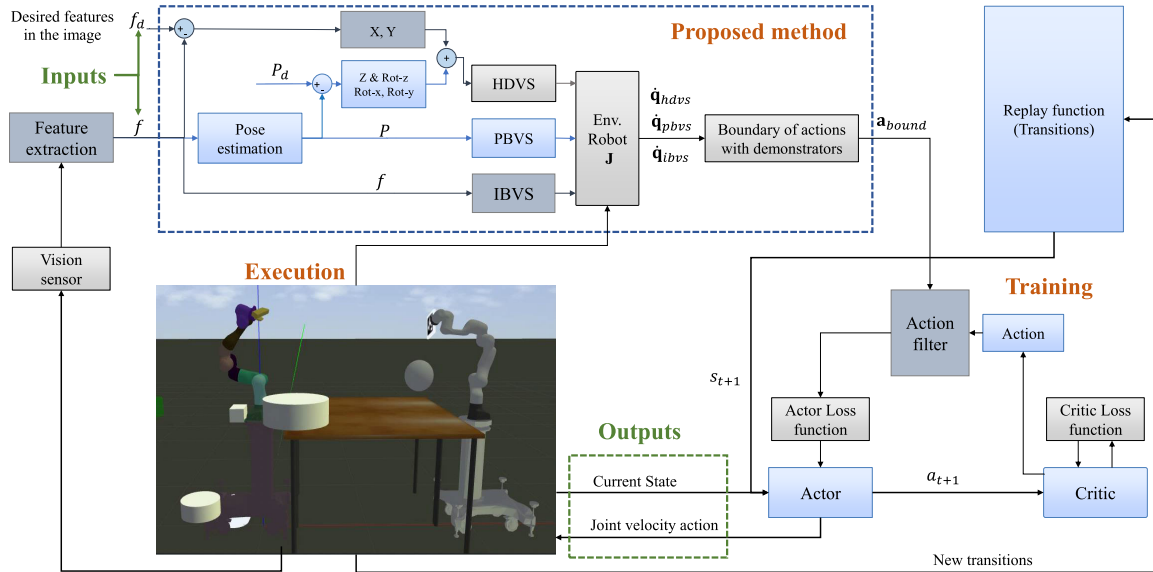 Desired features
in the image
f_d
+
-
X, Y
Proposed method
Inputs
P_d
+
-
Z & Rot-z
Rot-x, Rot-y
+
HDVS
Env.
Robot
J
q̇_hdvs
q̇_pbvs
q̇_ibvs
Boundary of actions
with demonstrators
a_bound
Replay function
(Transitions)
Feature
extraction
f
Pose
estimation
P
PBVS
f
IBVS
Vision
sensor
Execution
Training
Action
filter
Action
s_t+1
Actor Loss
function
Critic Loss
function
Outputs
Current State
Actor
a_t+1
Critic
Joint velocity action
New transitions